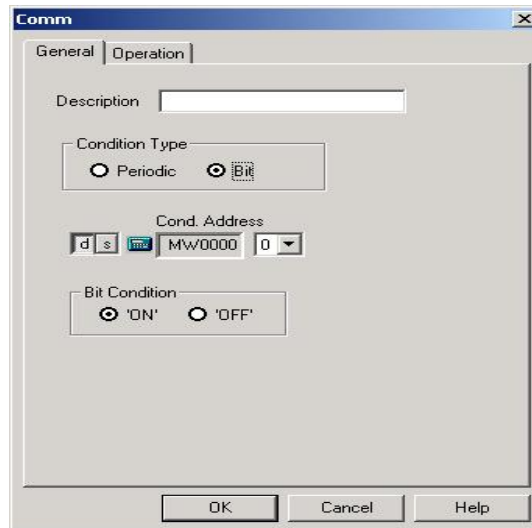 Comm
General Operation
Description
Condition Type
Periodic Bit
Cond. Address
d s MW0000 0
Bit Condition
'ON' 'OFF'
OK Cancel Help